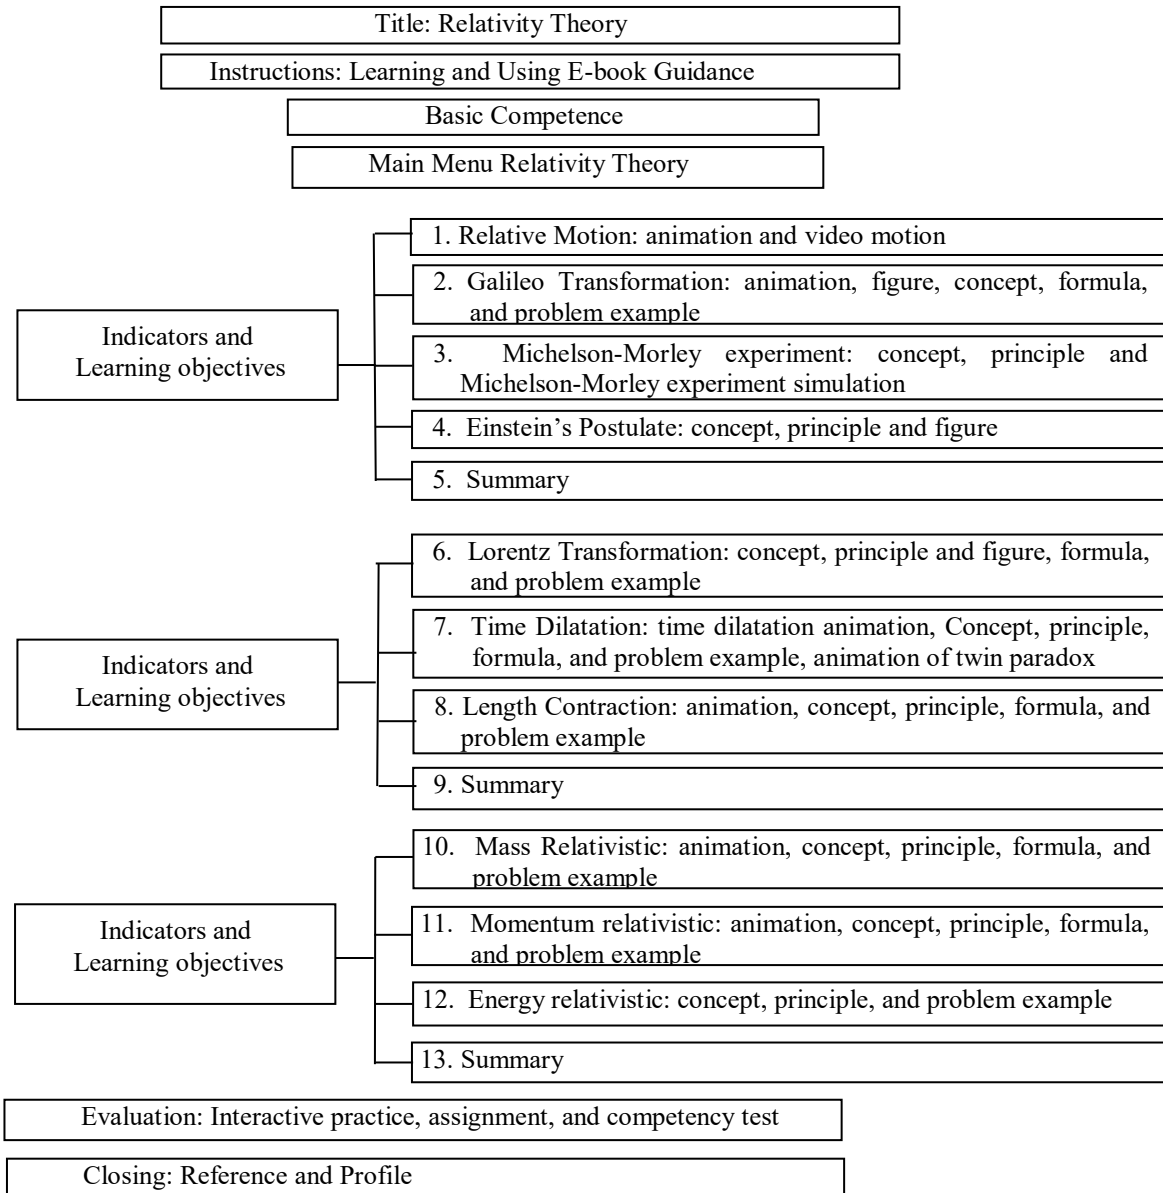 Title: Relativity Theory
Instructions: Learning and Using E-book Guidance
Basic Competence
Main Menu Relativity Theory
Indicators and
Learning objectives
1. Relative Motion: animation and video motion
2. Galileo Transformation: animation, figure, concept, formula,
and problem example
3. Michelson-Morley experiment: concept, principle and
Michelson-Morley experiment simulation
4. Einstein’s Postulate: concept, principle and figure
5. Summary
Indicators and
Learning objectives
6. Lorentz Transformation: concept, principle and figure, formula,
and problem example
7. Time Dilatation: time dilatation animation, Concept, principle,
formula, and problem example, animation of twin paradox
8. Length Contraction: animation, concept, principle, formula, and
problem example
9. Summary
Indicators and
Learning objectives
10. Mass Relativistic: animation, concept, principle, formula, and
problem example
11. Momentum relativistic: animation, concept, principle, formula,
and problem example
12. Energy relativistic: concept, principle, and problem example
13. Summary
Evaluation: Interactive practice, assignment, and competency test
Closing: Reference and Profile